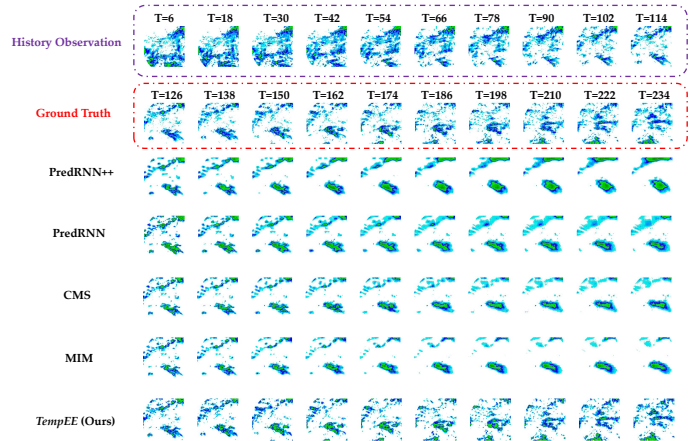 T=6 T=18 T=30 T=42 T=54 T=66 T=78 T=90 T=102 T=114
History Observation
T=126 T=138 T=150 T=162 T=174 T=186 T=198 T=210 T=222 T=234
Ground Truth
PredRNN++
PredRNN
CMS
MIM
TempEE (Ours)